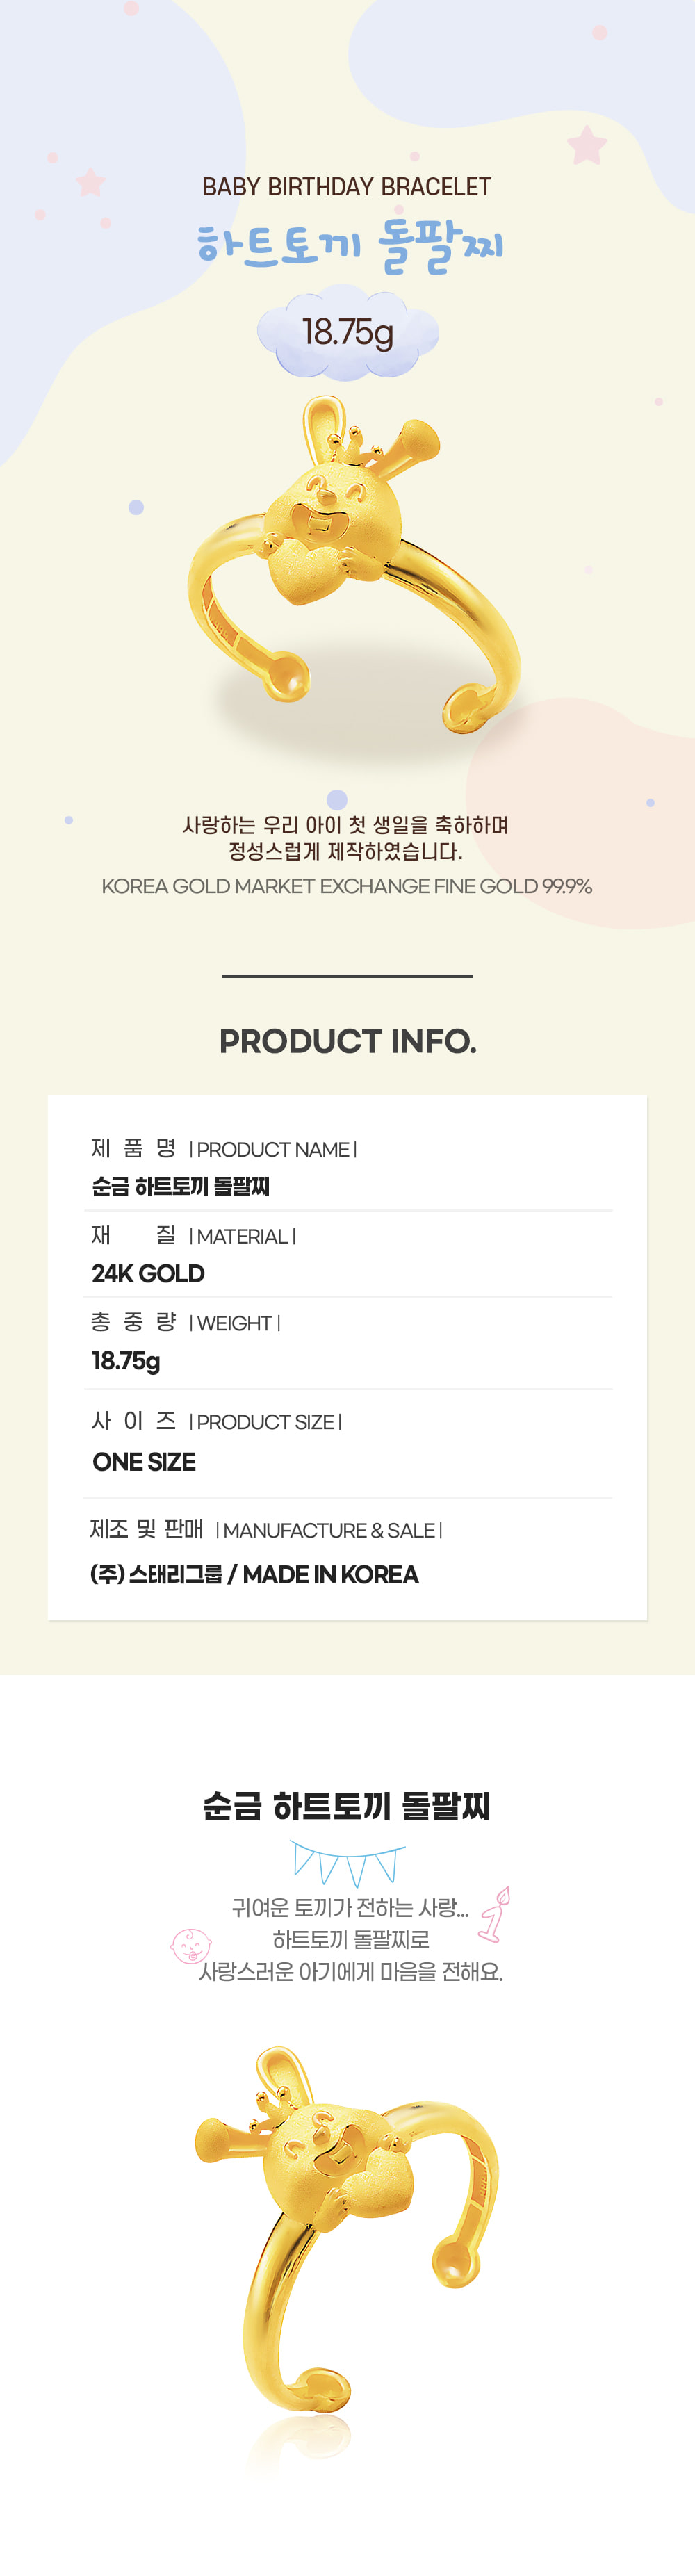 BABY BIRTHDAY BRACELET
하트토끼 돌팔찌
18.75g
사랑하는 우리 아이 첫 생일을 축하하며
정성스럽게 제작하였습니다.
KOREA GOLD MARKET EXCHANGE FINE GOLD 99.9%
PRODUCT INFO.
제 품 명 | PRODUCT NAME |
순금 하트토끼 돌팔찌
재 질 | MATERIAL |
24K GOLD
총 중 량 | WEIGHT |
18.75g
사 이 즈 | PRODUCT SIZE |
ONE SIZE
제조 및 판매 | MANUFACTURE & SALE |
(주) 스태리그룹 / MADE IN KOREA
순금 하트토끼 돌팔찌
귀여운 토끼가 전하는 사랑...
하트토끼 돌팔찌로
사랑스러운 아기에게 마음을 전해요.